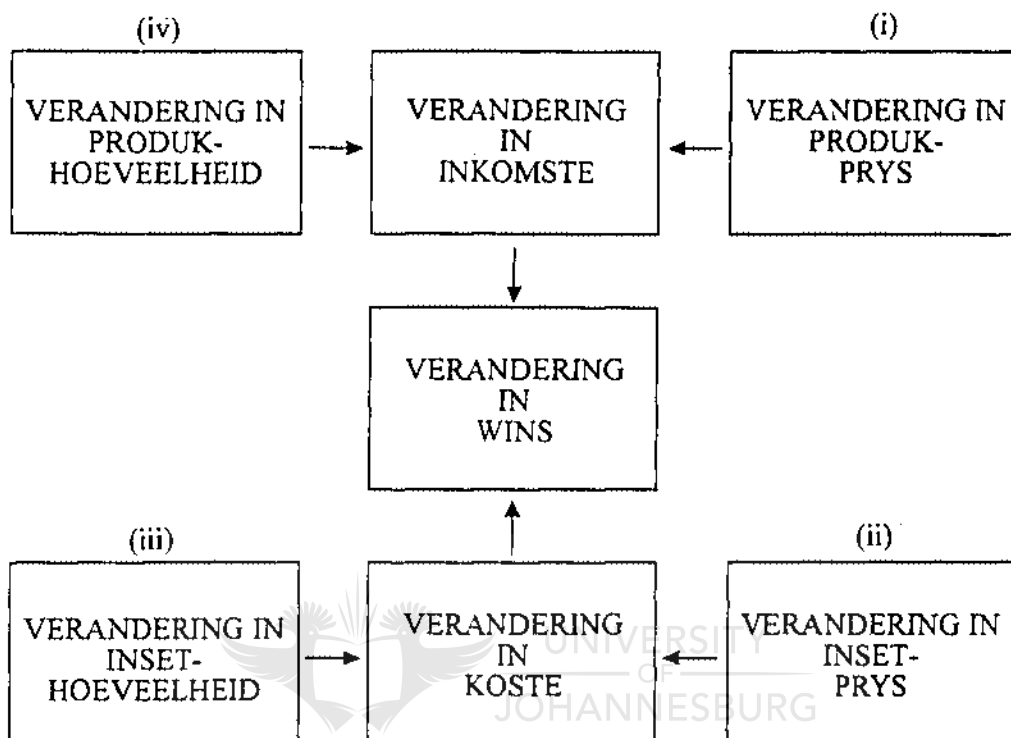 (iv)
VERANDERING IN
PRODUK-
HOEVEELHEID
VERANDERING
IN
INKOMSTE
(i)
VERANDERING IN
PRODUK-
PRYS
VERANDERING
IN
WINS
(iii)
VERANDERING IN
INSET-
HOEVEELHEID
VERANDERING
IN
KOSTE
(ii)
VERANDERING IN
INSET-
PRYS
UNIVERSITY
OF
JOHANNESBURG